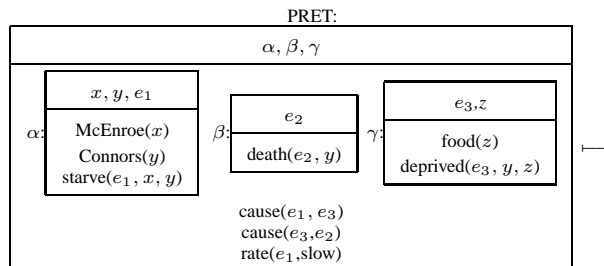 PRET:
α, β, γ
α:
x, y, e₁
McEnroe(x)
Connors(y)
starve(e₁, x, y)
β:
e₂
death(e₂, y)
γ:
e₃,z
food(z)
deprived(e₃, y, z)
cause(e₁, e₃)
cause(e₃,e₂)
rate(e₁,slow)